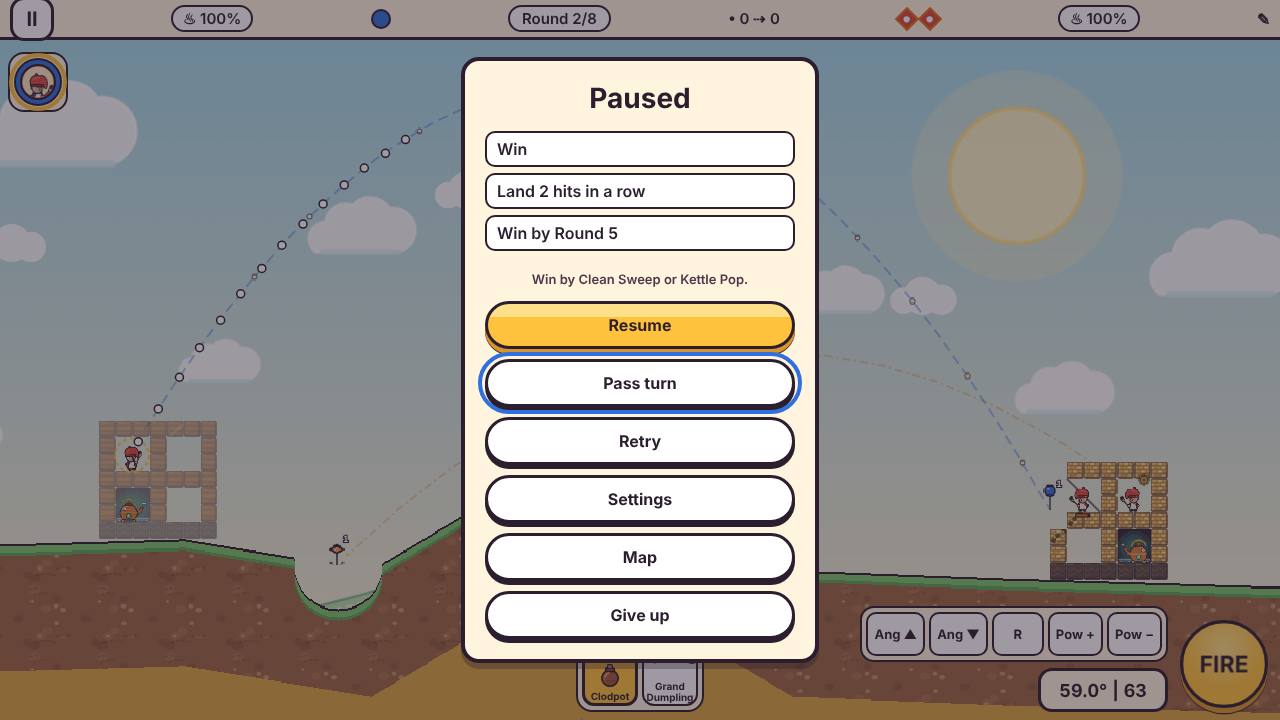 100%
Round 2/8
• 0 ⇢ 0
100%
Paused
Win
Land 2 hits in a row
Win by Round 5
Win by Clean Sweep or Kettle Pop.
Resume
Pass turn
Retry
Settings
Map
Give up
1
1
Ang ▲
Ang ▼
R
Pow +
Pow −
FIRE
59.0° | 63
Clodpot
Grand
Dumpling